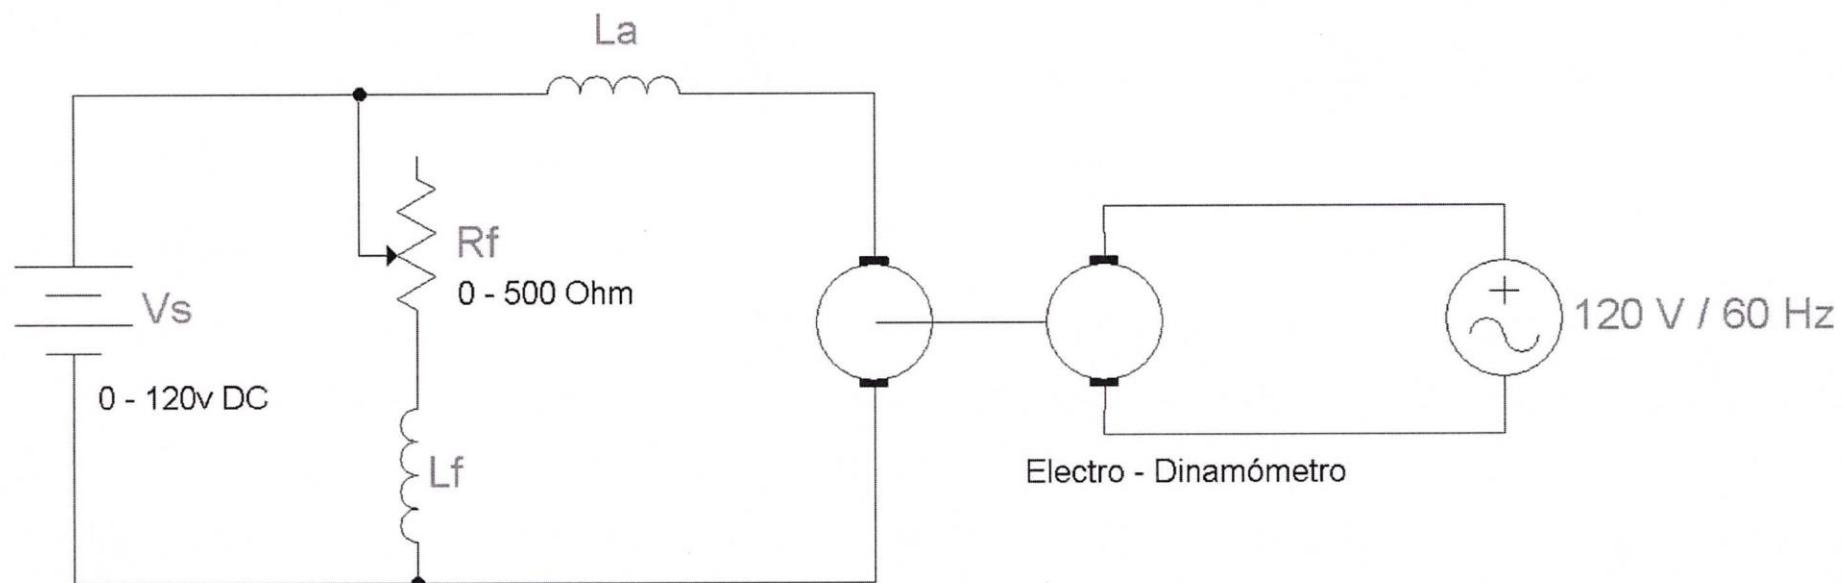 La
Rf
0 - 500 Ohm
Vs
0 - 120v DC
Lf
120 V / 60 Hz
Electro - Dinamómetro